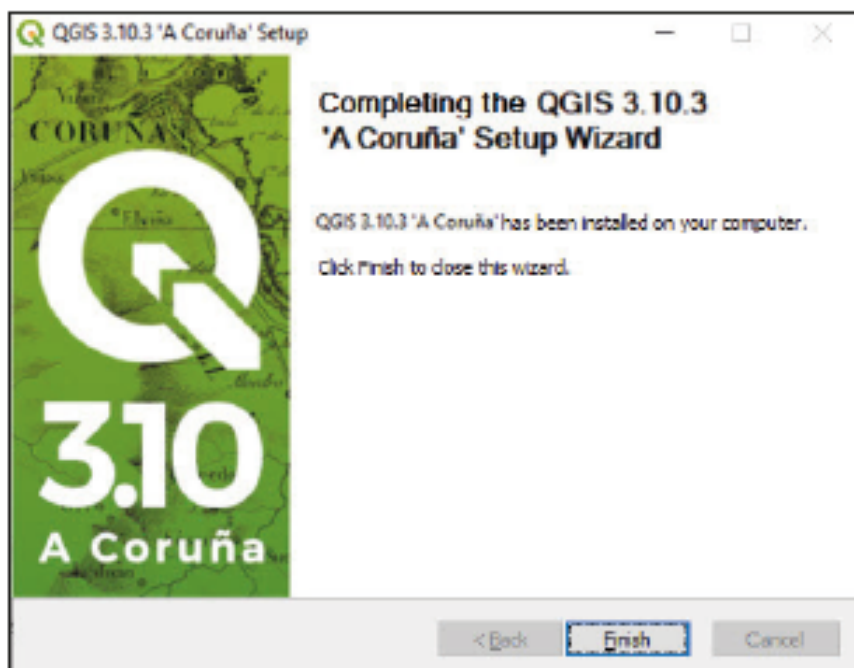 QGIS 3.10.3 'A Coruña' Setup
CORUNAS
Completing the QGIS 3.10.3
'A Coruña' Setup Wizard
QGIS 3.10.3 'A Coruña' has been installed on your computer.
Click Finish to close this wizard.
3.10
A Coruña
< Back
Finish
Cancel